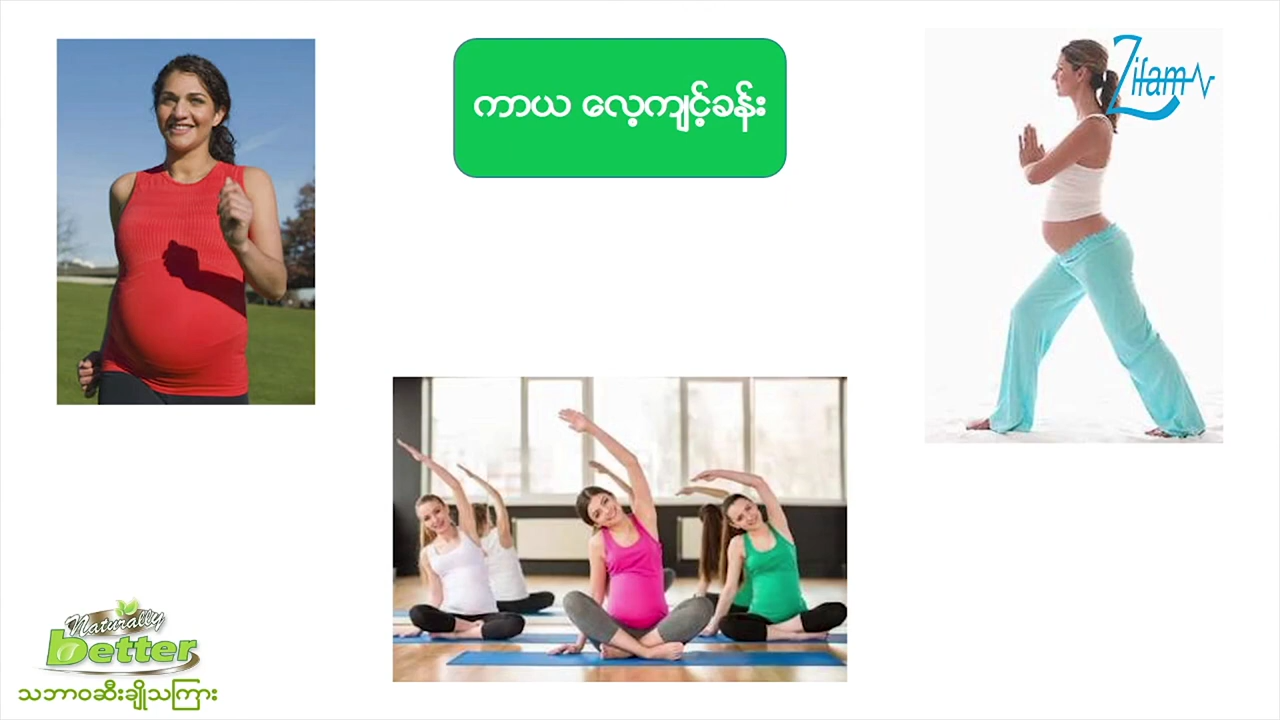 ကာယ လေ့ကျင့်ခန်း
Zifam
Naturally
better
သဘာဝဆီးချိုသကြား